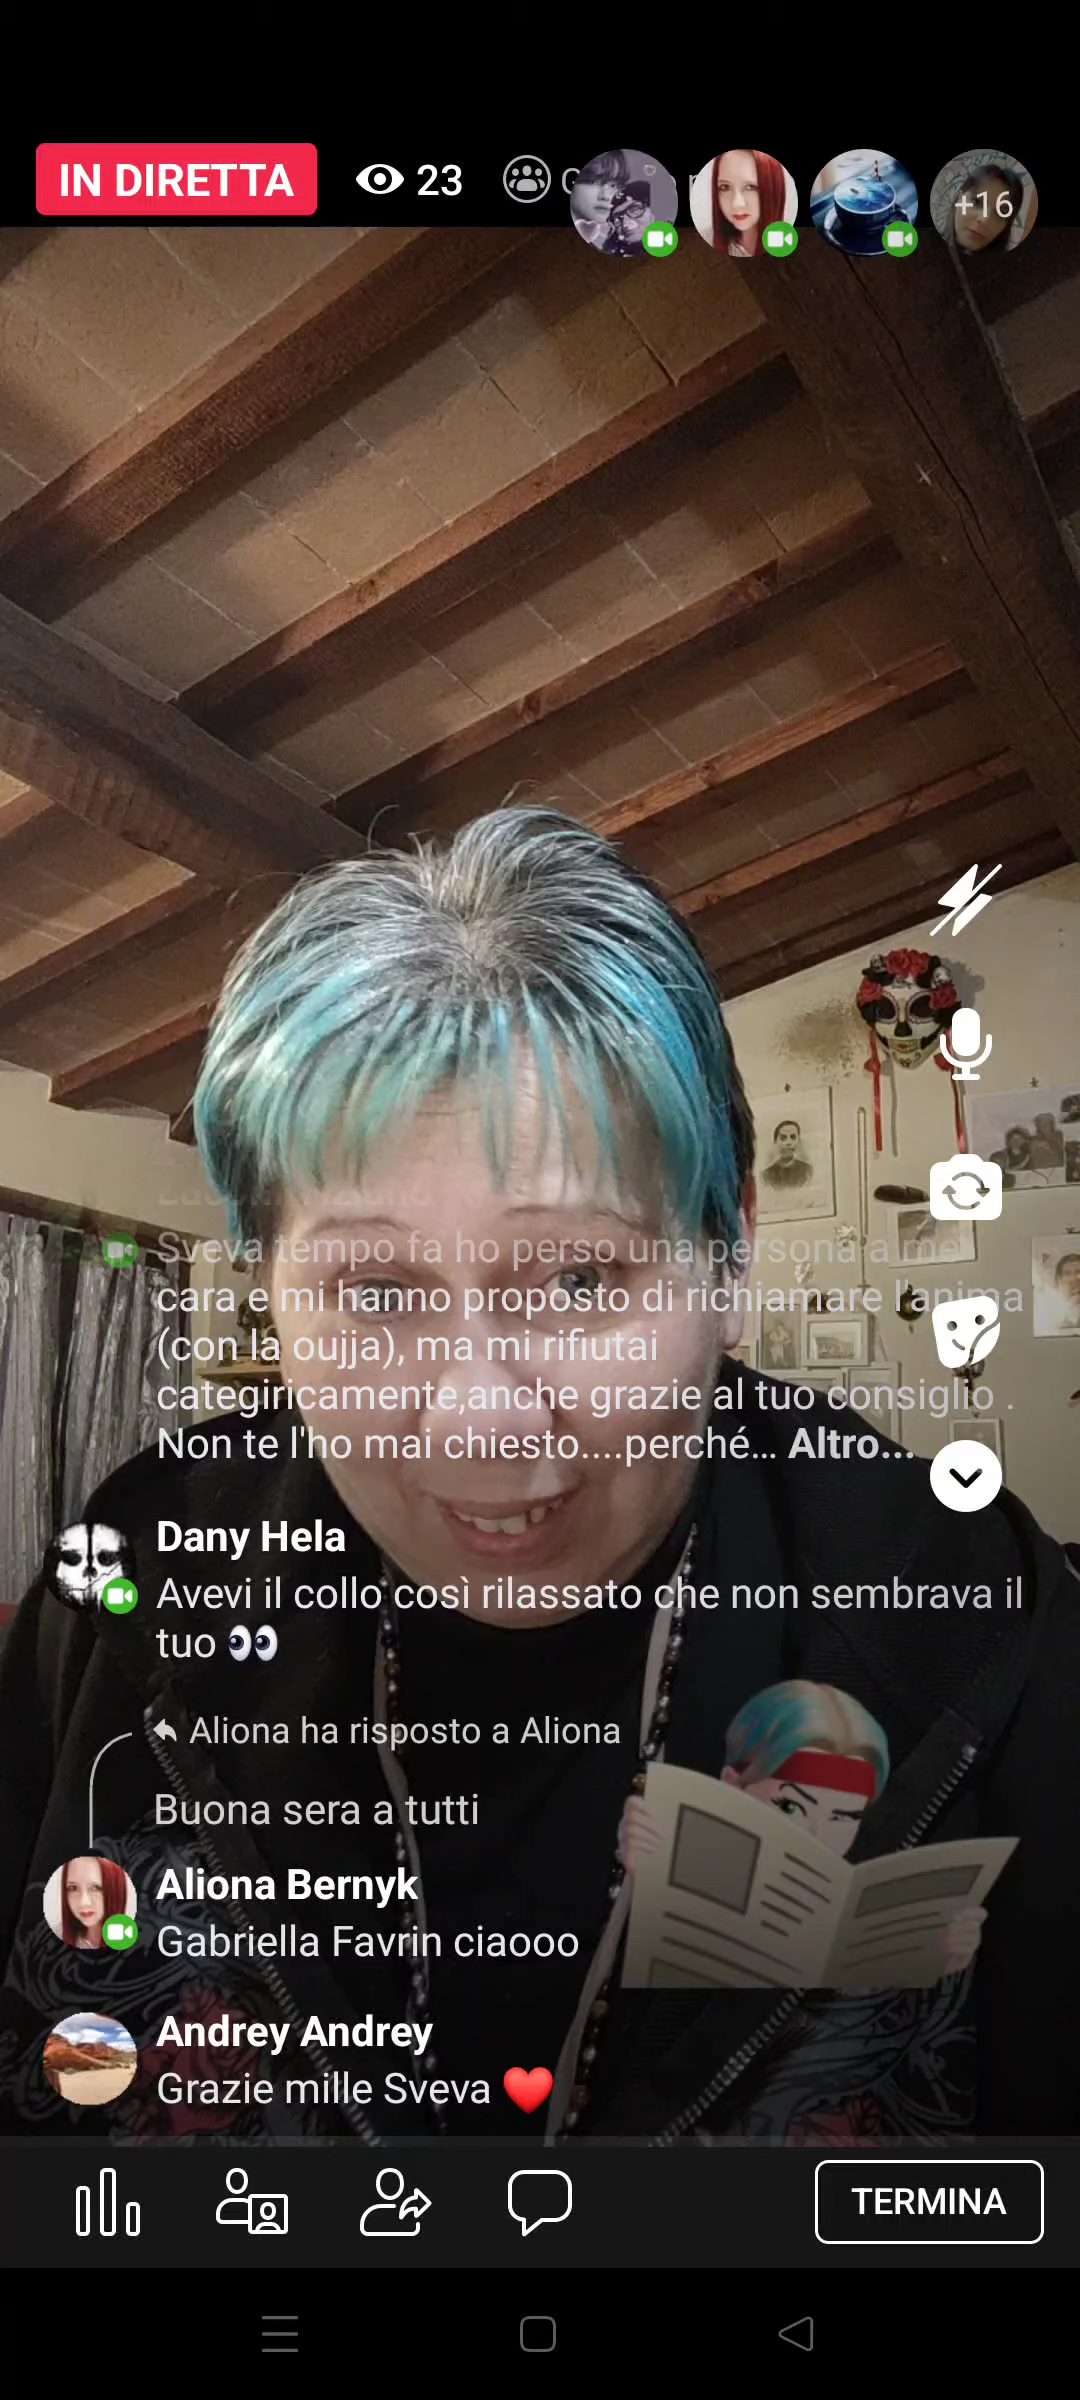 IN DIRETTA
23
+16
Sveva tempo fa ho perso una persona a me
cara e mi hanno proposto di richiamare l'anima
(con la oujja), ma mi rifiutai
categiricamente,anche grazie al tuo consiglio .
Non te l'ho mai chiesto....perché... Altro...
Dany Hela
Avevi il collo così rilassato che non sembrava il
tuo 👀
Aliona ha risposto a Aliona
Buona sera a tutti
Aliona Bernyk
Gabriella Favrin ciaooo
Andrey Andrey
Grazie mille Sveva ❤️
TERMINA